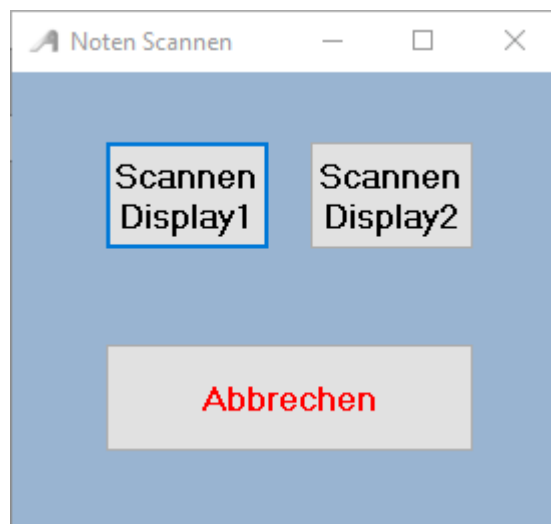 Noten Scannen
Scannen
Display1
Scannen
Display2
Abbrechen